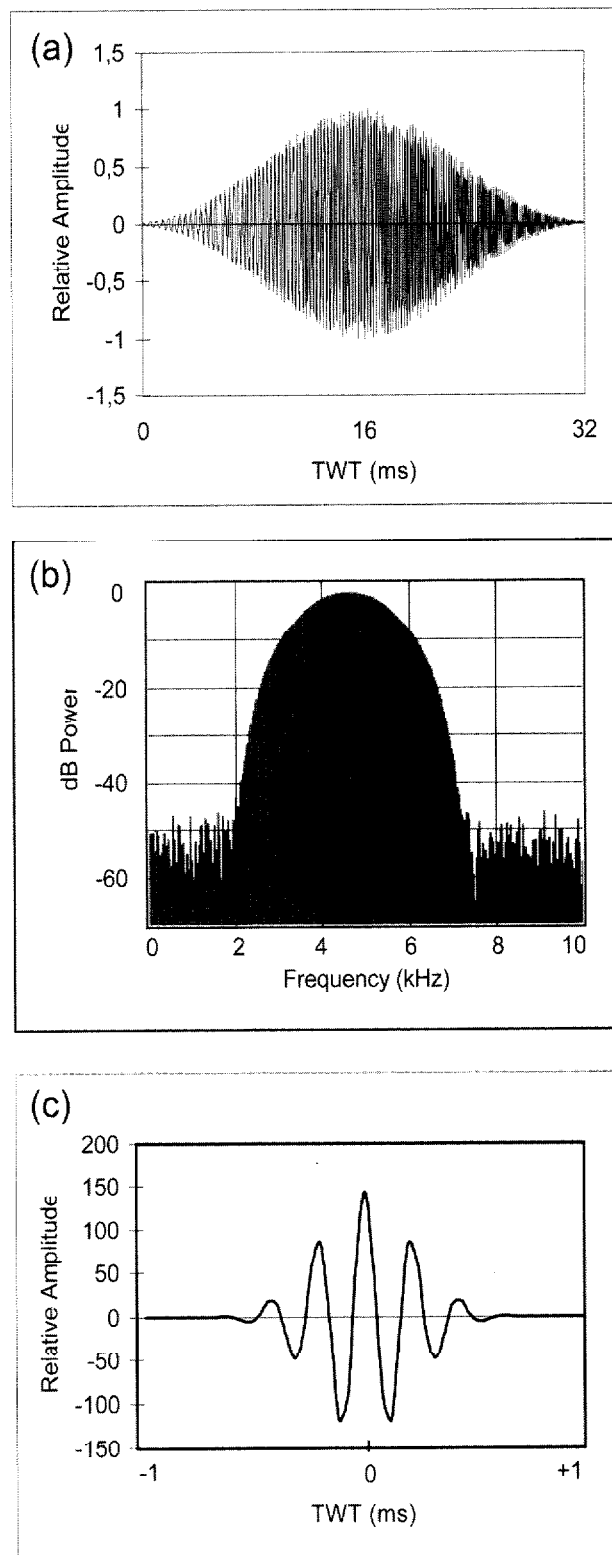 (a)
1,5
1
0.5
0
-0,5
-1
-1,5
Relative Amplitude
0 16 32
TWT (ms)
(b)
0
-20
-40
-60
dB Power
0 2 4 6 8 10
Frequency (kHz)
(c)
200
150
100
50
0
-50
-100
-150
Relative Amplitude
-1 0 +1
TWT (ms)